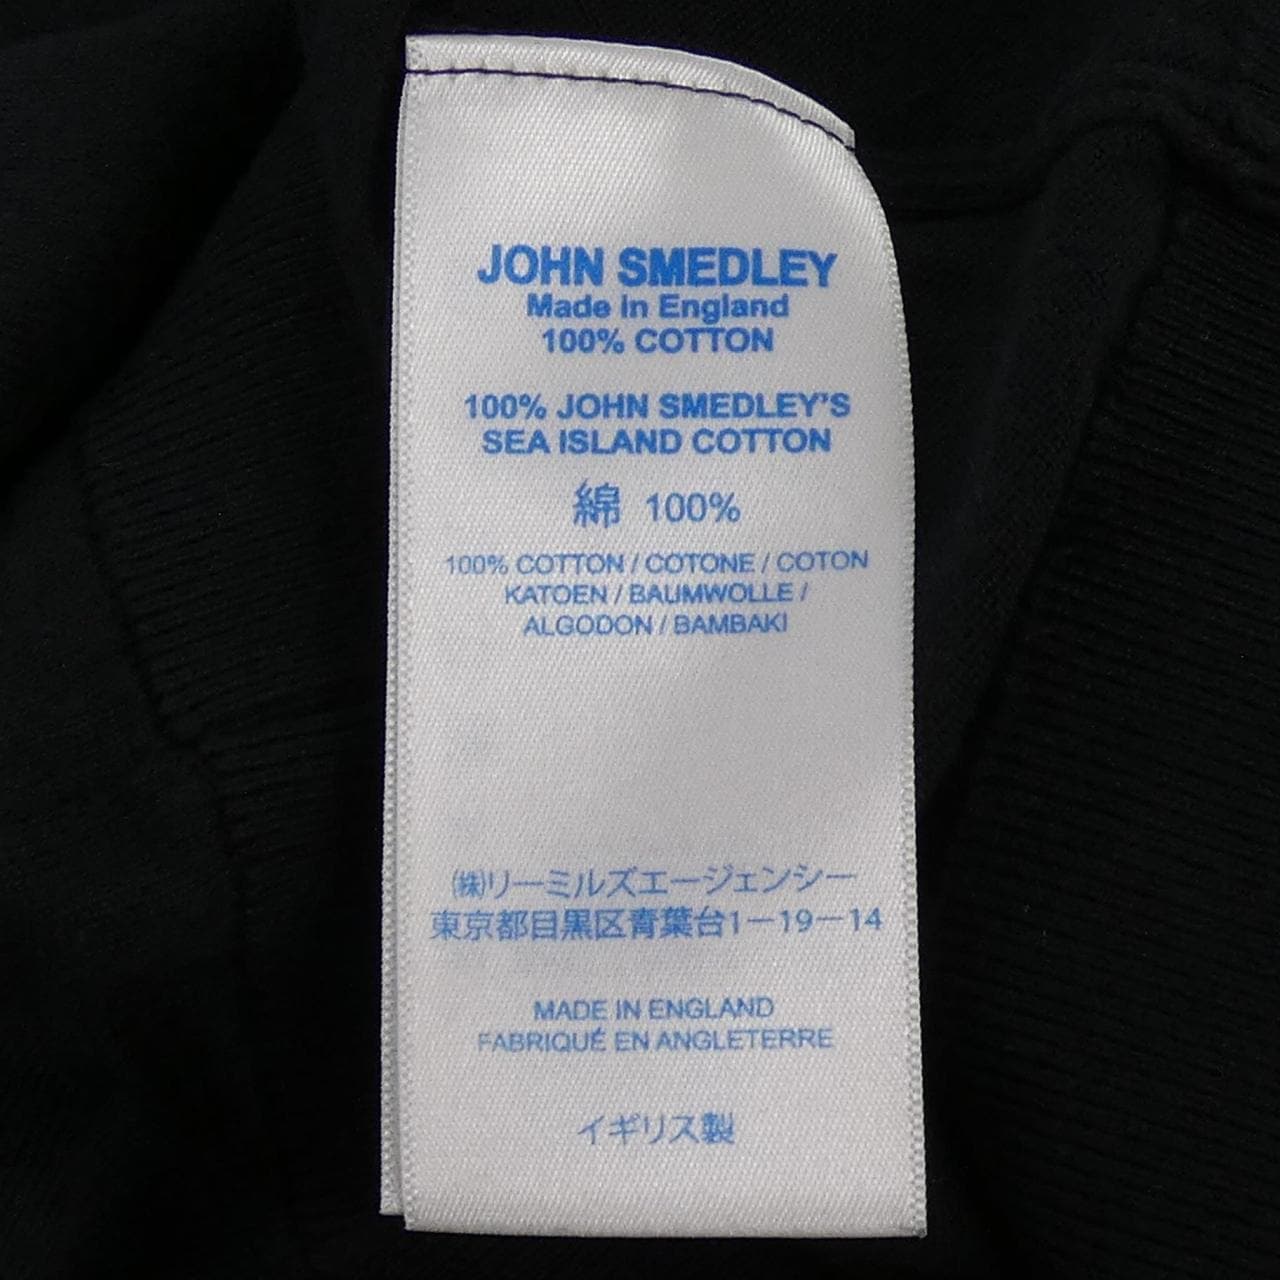 JOHN SMEDLEY
Made in England
100% COTTON
100% JOHN SMEDLEY'S
SEA ISLAND COTTON
綿 100%
100% COTTON / COTONE / COTON
KATOEN / BAUMWOLLE /
ALGODON / BAMBAKI
㈱リーミルズエージェンシー
東京都目黒区青葉台1－19－14
MADE IN ENGLAND
FABRIQUÉ EN ANGLETERRE
イギリス製